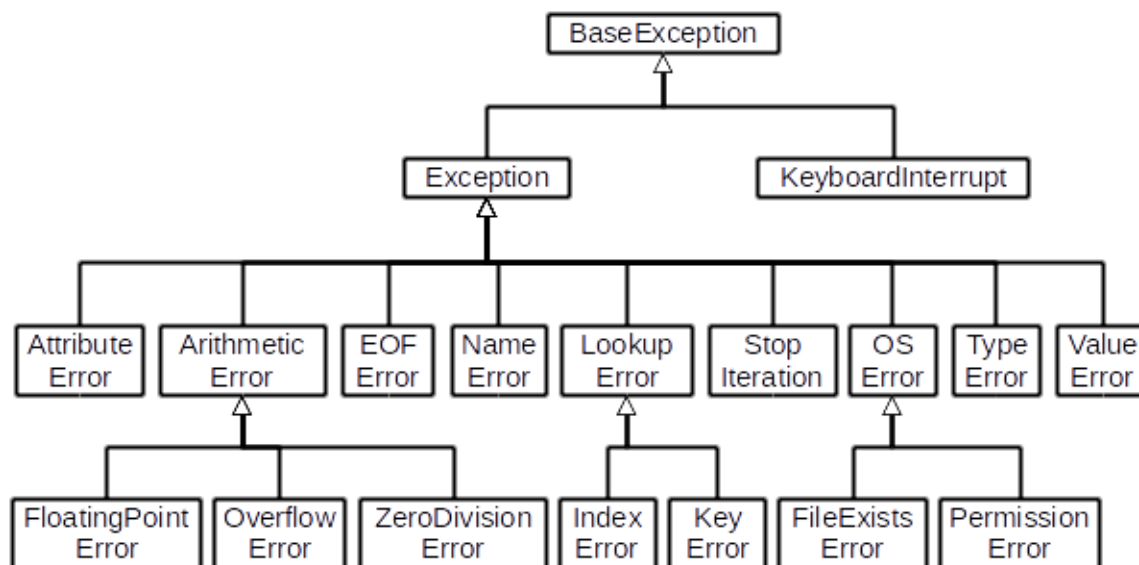 BaseException
Exception
KeyboardInterrupt
Attribute
Error
Arithmetic
Error
EOF
Error
Name
Error
Lookup
Error
Stop
Iteration
OS
Error
Type
Error
Value
Error
FloatingPoint
Error
Overflow
Error
ZeroDivision
Error
Index
Error
Key
Error
FileExists
Error
Permission
Error